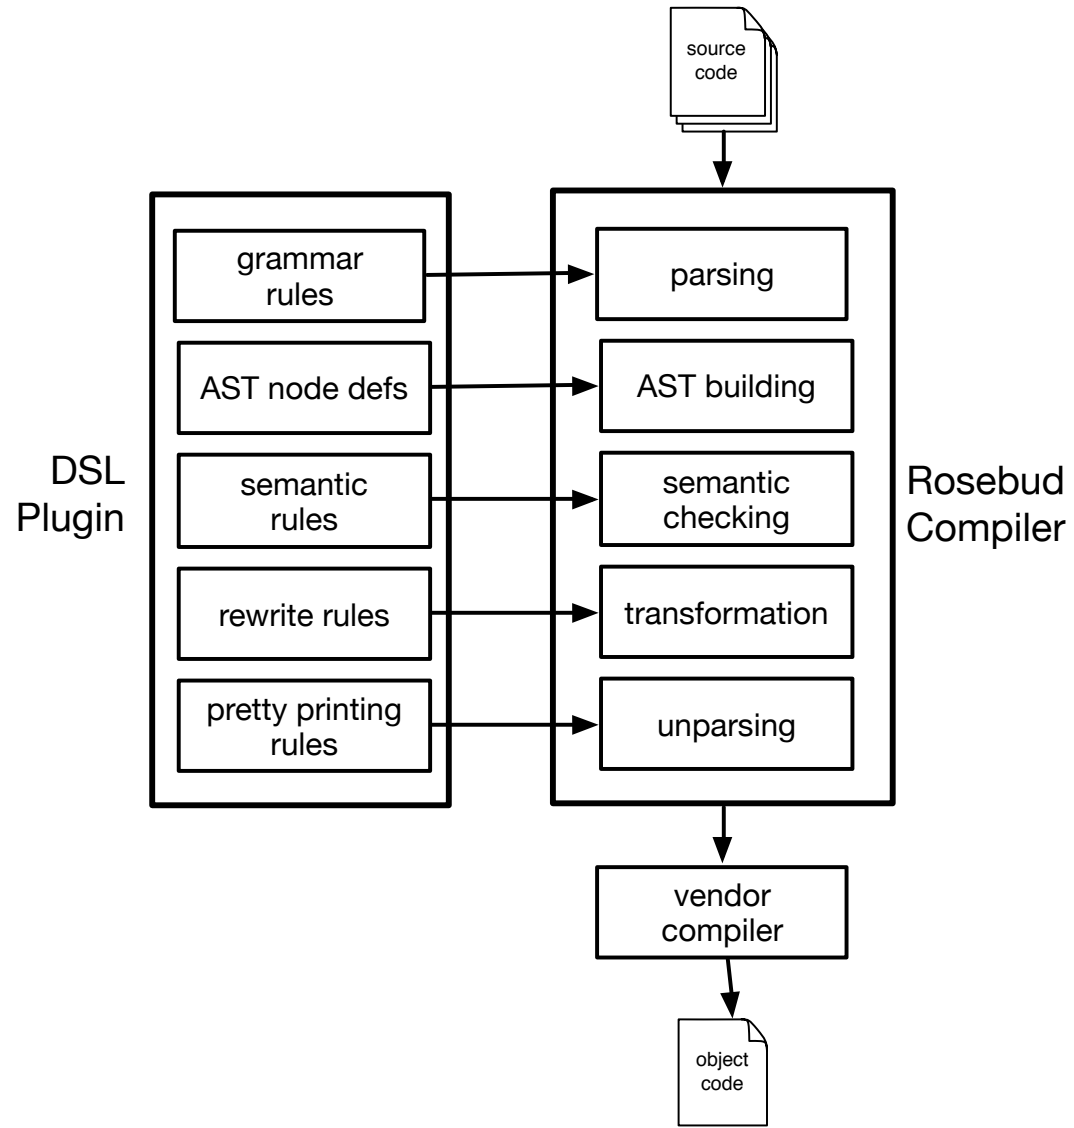 source
code
grammar
rules
parsing
AST node defs
AST building
DSL
Plugin
semantic
rules
semantic
checking
Rosebud
Compiler
rewrite rules
transformation
pretty printing
rules
unparsing
vendor
compiler
object
code